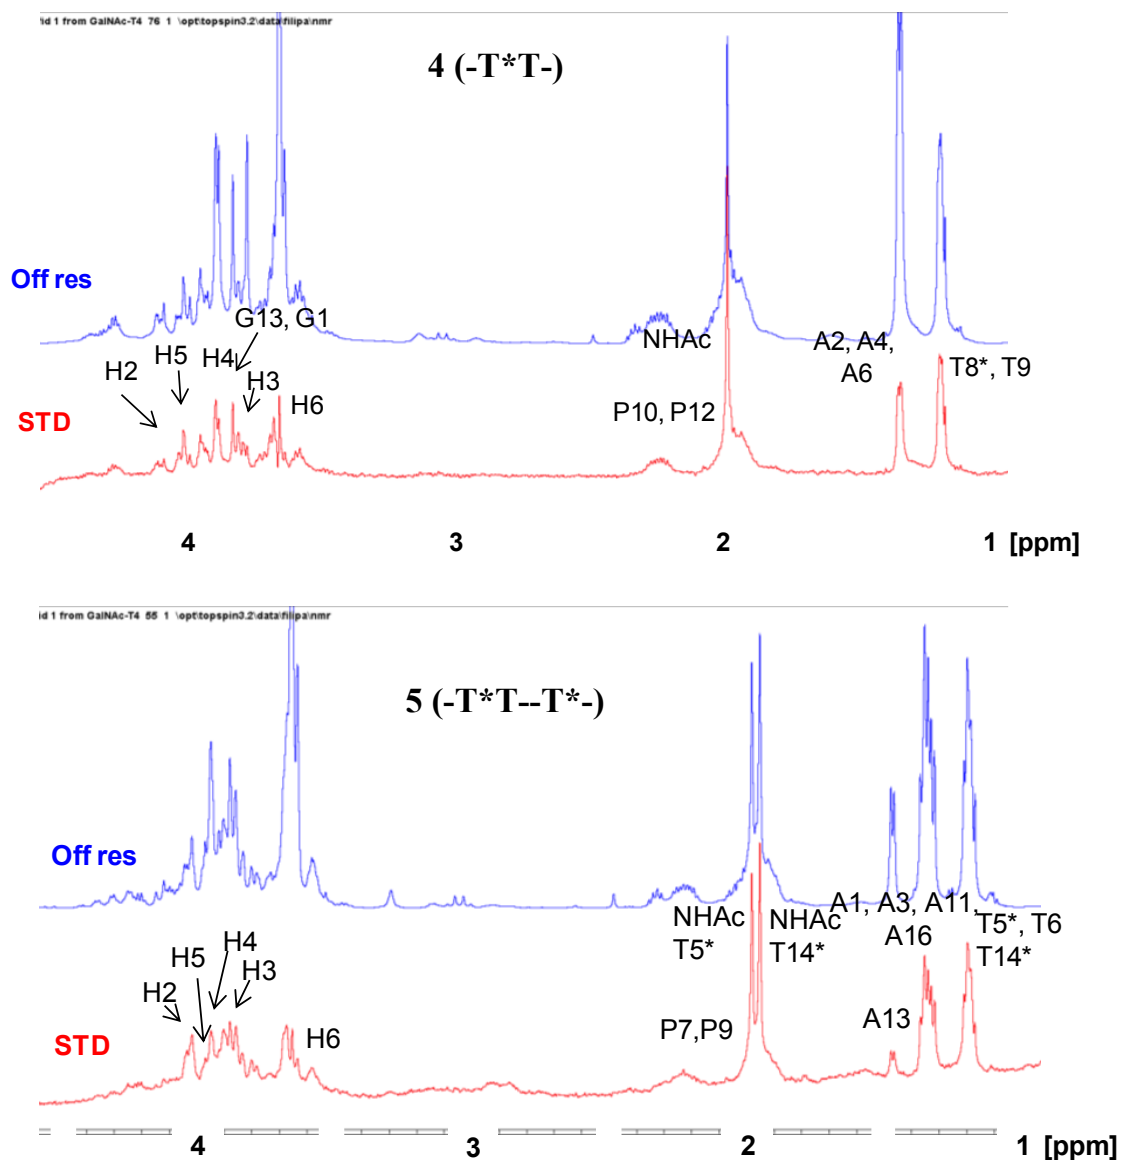 fid 1 from GalNAc-T4 76 1 \opt\topspin3.2\data\filipa\nmr
4 (-T*T-)
Off res
G13, G1
NHAc
A2, A4,
A6
T8*, T9
H2
H5
H4
H3
H6
P10, P12
STD
4 3 2 1 [ppm]
id 1 from GalNAc-T4 55 1 \opt\topspin3.2\data\filipa\nmr
5 (-T*T--T*-)
Off res
NHAc
T5*
NHAc
T14*
A1, A3, A11,
A16
T5*, T6
T14*
H2
H5
H4
H3
H6
P7,P9
A13
STD
4 3 2 1 [ppm]